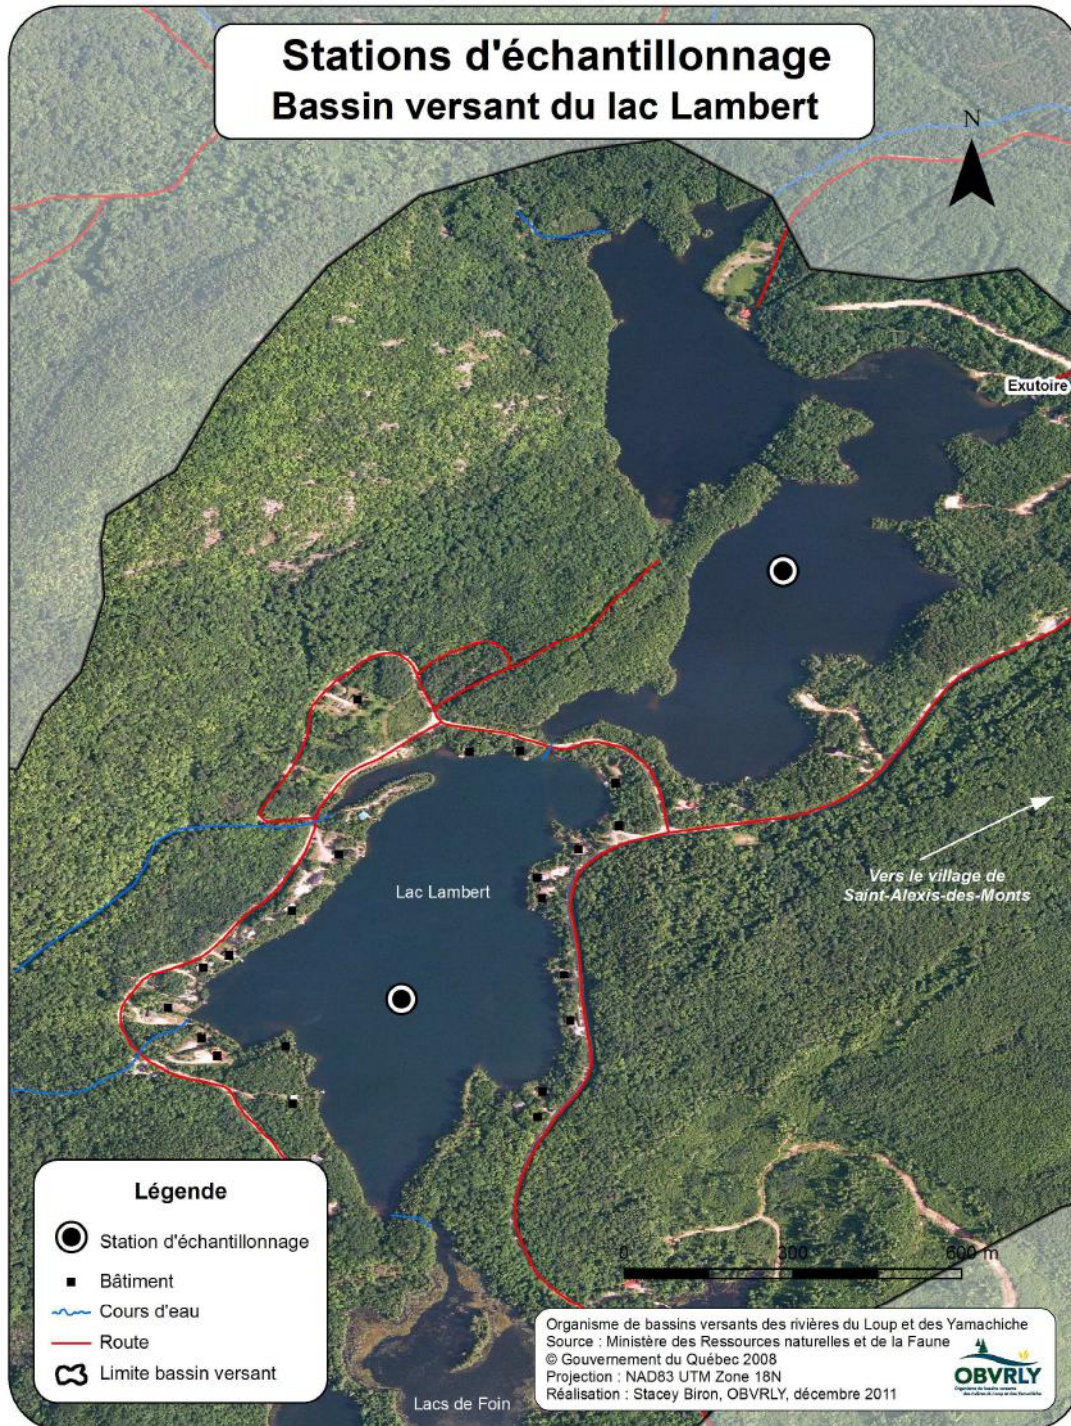 Stations d'échantillonnage
Bassin versant du lac Lambert
N
Exutoire
Vers le village de
Saint-Alexis-des-Monts
Lac Lambert
Légende
Station d'échantillonnage
Bâtiment
Cours d'eau
Route
Limite bassin versant
0 300 600 m
Lacs de Foin
Organisme de bassins versants des rivières du Loup et des Yamachiche
Source : Ministère des Ressources naturelles et de la Faune
© Gouvernement du Québec 2008
Projection : NAD83 UTM Zone 18N
Réalisation : Stacey Biron, OBVRLY, décembre 2011
OBVRLY